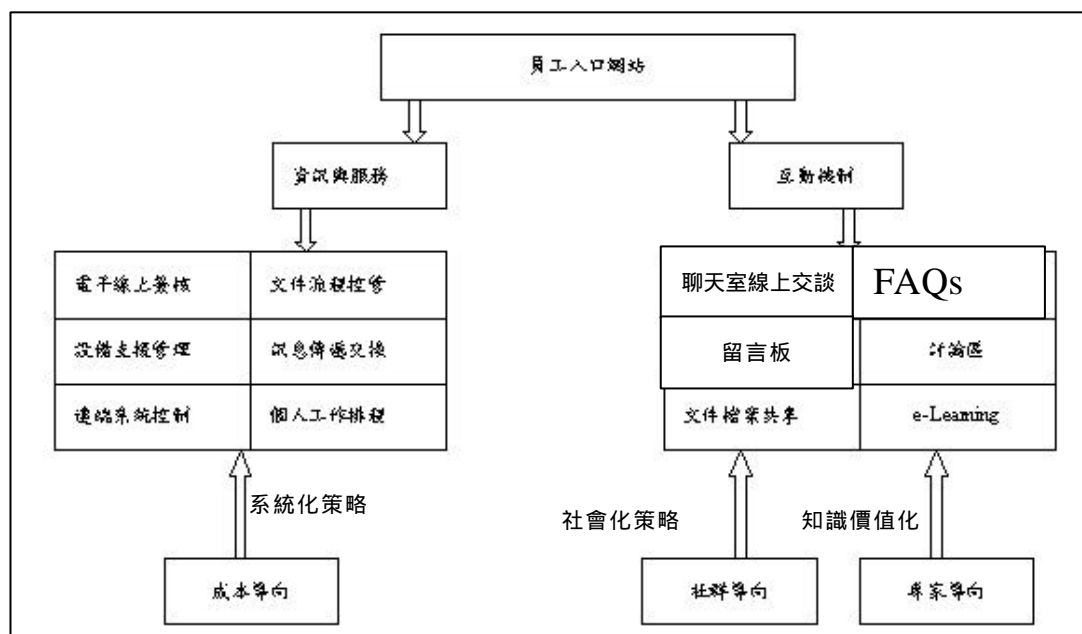 員工入口網站
資訊與服務
互動機制
電子線上簽核
文件流程控管
聊天室線上交談
FAQs
設備支援管理
訊息傳遞交換
留言板
討論區
遠端系統控制
個人工作排程
文件檔案共享
e-Learning
系統化策略
社會化策略
知識價值化
成本導向
社群導向
專家導向